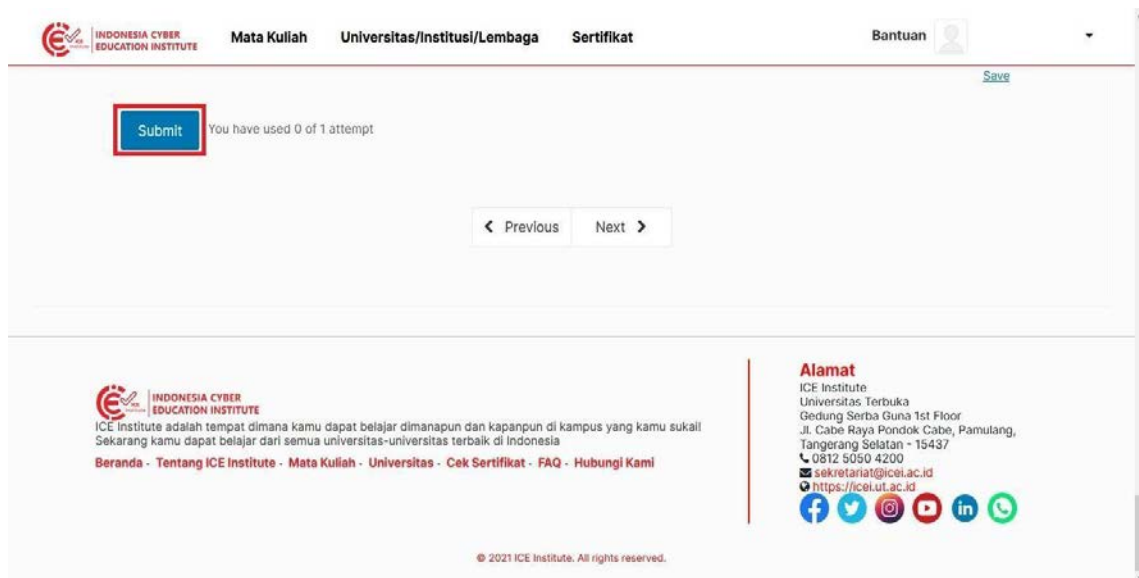 INDONESIA CYBER
EDUCATION INSTITUTE
Mata Kuliah
Universitas/Institusi/Lembaga
Sertifikat
Bantuan
Save
Submit
You have used 0 of 1 attempt
Previous
Next
INDONESIA CYBER
EDUCATION INSTITUTE
ICE Institute adalah tempat dimana kamu dapat belajar dimanapun dan kapanpun di kampus yang kamu sukai!
Sekarang kamu dapat belajar dari semua universitas-universitas terbaik di Indonesia
Beranda - Tentang ICE Institute - Mata Kuliah - Universitas - Cek Sertifikat - FAQ - Hubungi Kami
Alamat
ICE Institute
Universitas Terbuka
Gedung Serba Guna 1st Floor
Jl. Cabe Raya Pondok Cabe, Pamulang,
Tangerang Selatan - 15437
0812 5050 4200
sekretariat@icei.ac.id
https://icei.ut.ac.id
© 2021 ICE Institute. All rights reserved.